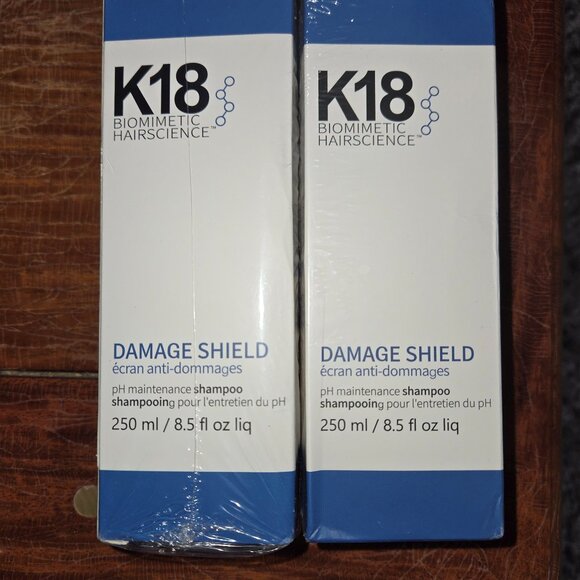 K18
BIOMIMETIC
HAIRSCIENCE™
DAMAGE SHIELD
écran anti-dommages
pH maintenance shampoo
shampooing pour l'entretien du pH
250 ml / 8.5 fl oz liq
K18
BIOMIMETIC
HAIRSCIENCE™
DAMAGE SHIELD
écran anti-dommages
pH maintenance shampoo
shampooing pour l'entretien du pH
250 ml / 8.5 fl oz liq